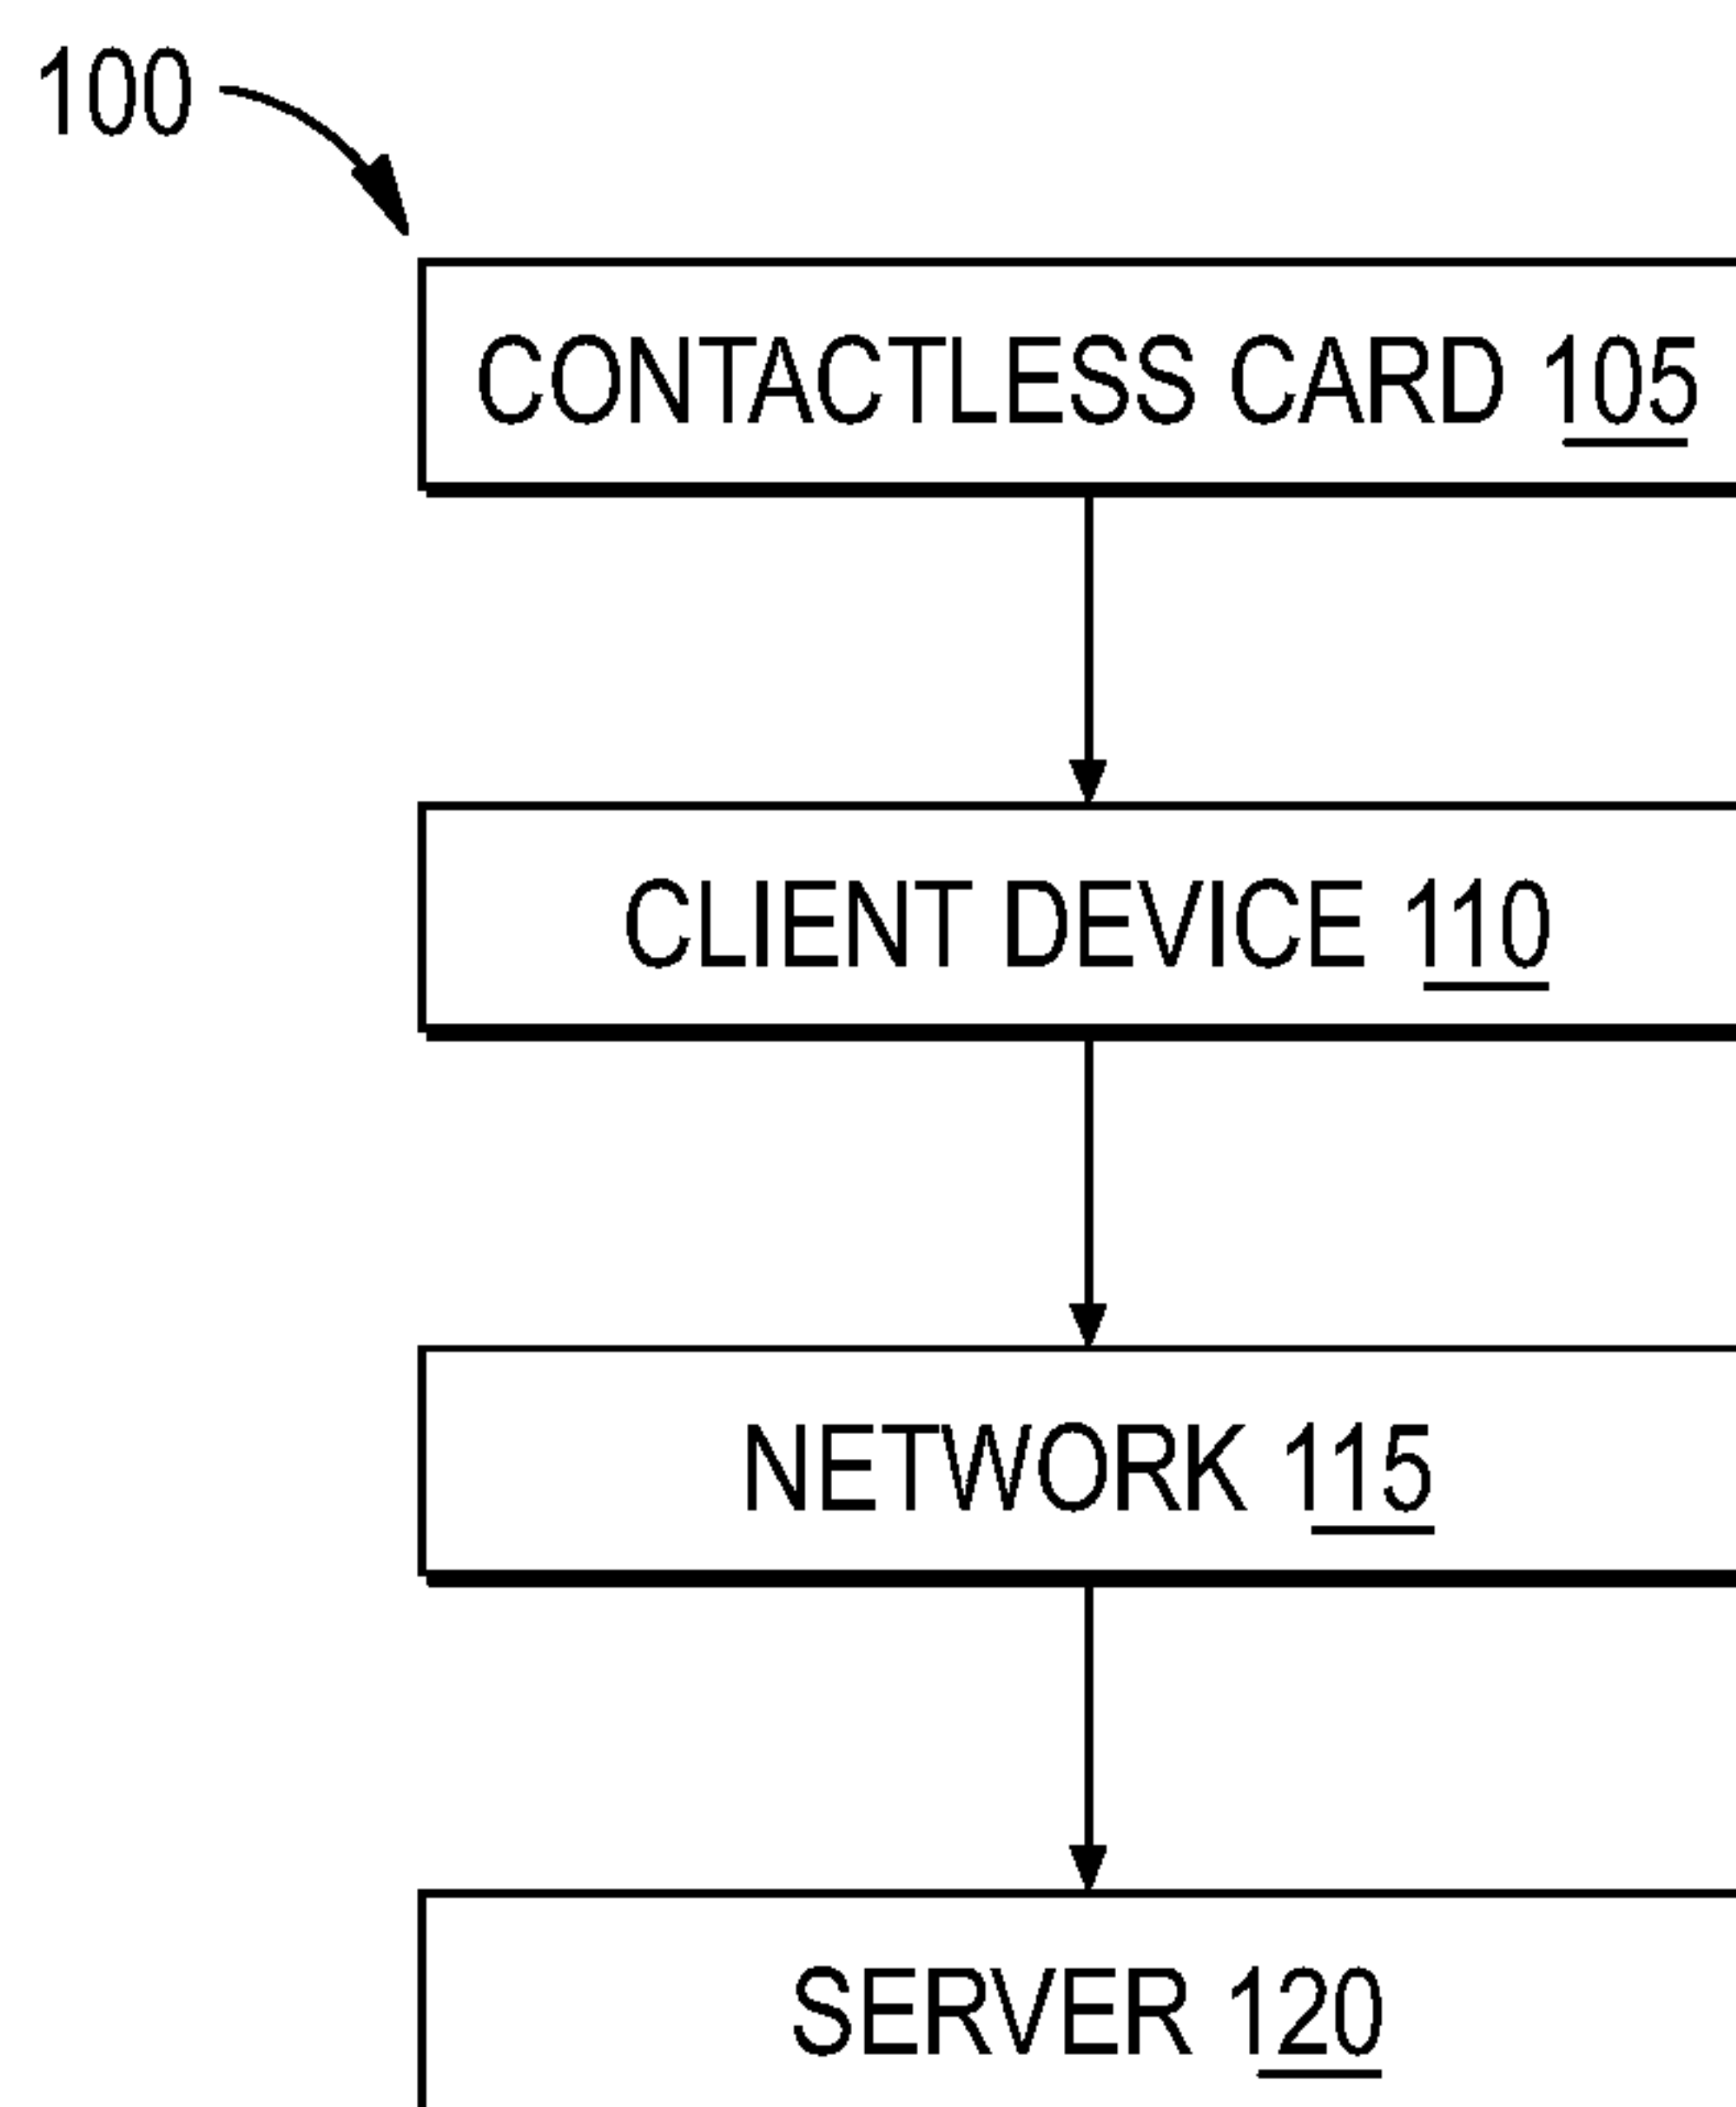 100
CONTACTLESS CARD 105
CLIENT DEVICE 110
NETWORK 115
SERVER 120